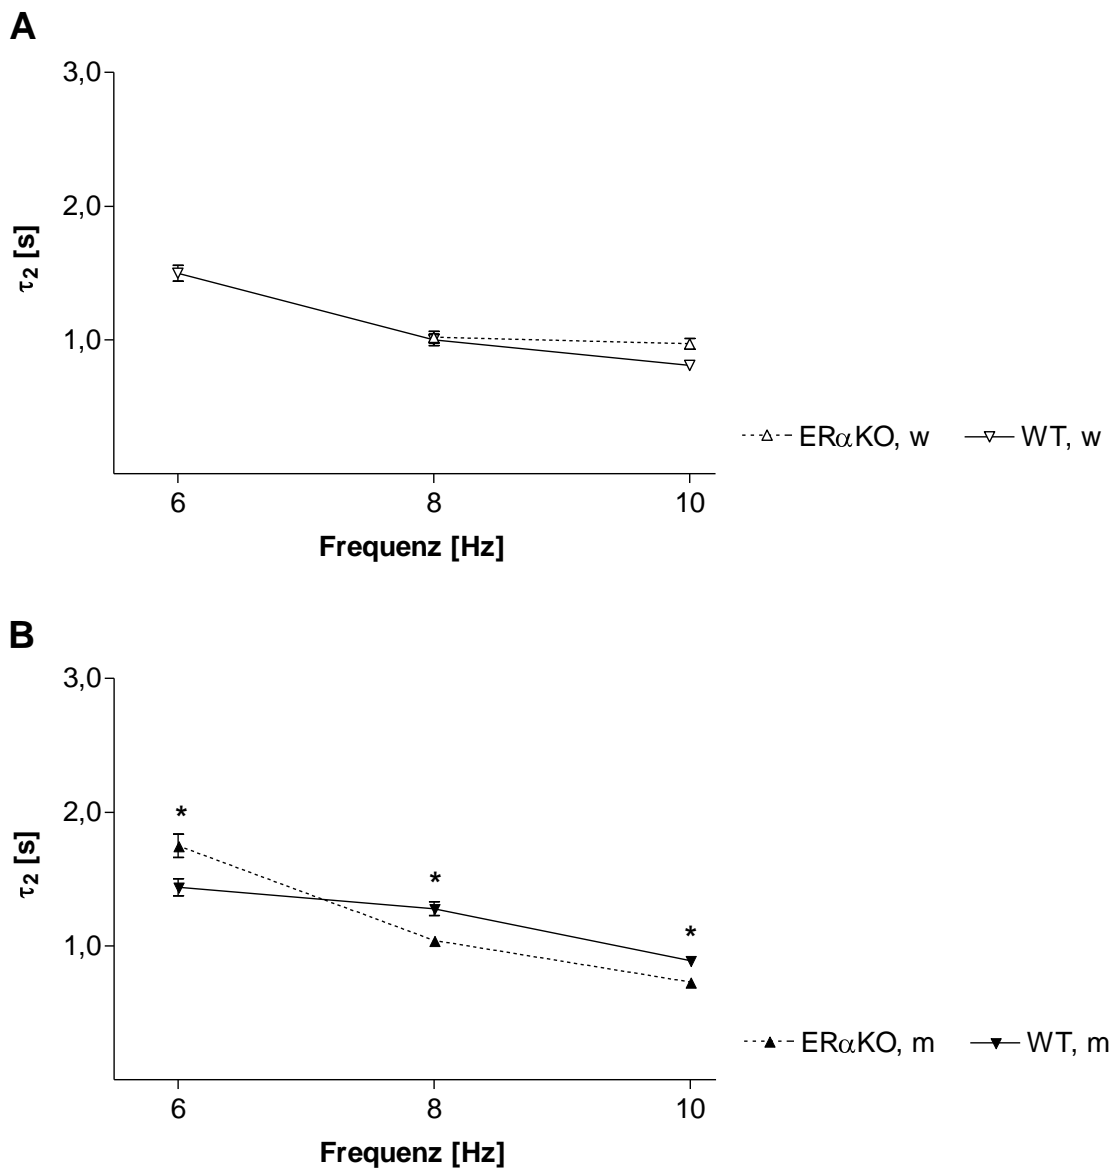 A
3,0
2,0
1,0
τ2 [s]
6 8 10
Frequenz [Hz]
ERαKO, w WT, w
B
3,0
2,0
1,0
τ2 [s]
* * *
6 8 10
Frequenz [Hz]
ERαKO, m WT, m